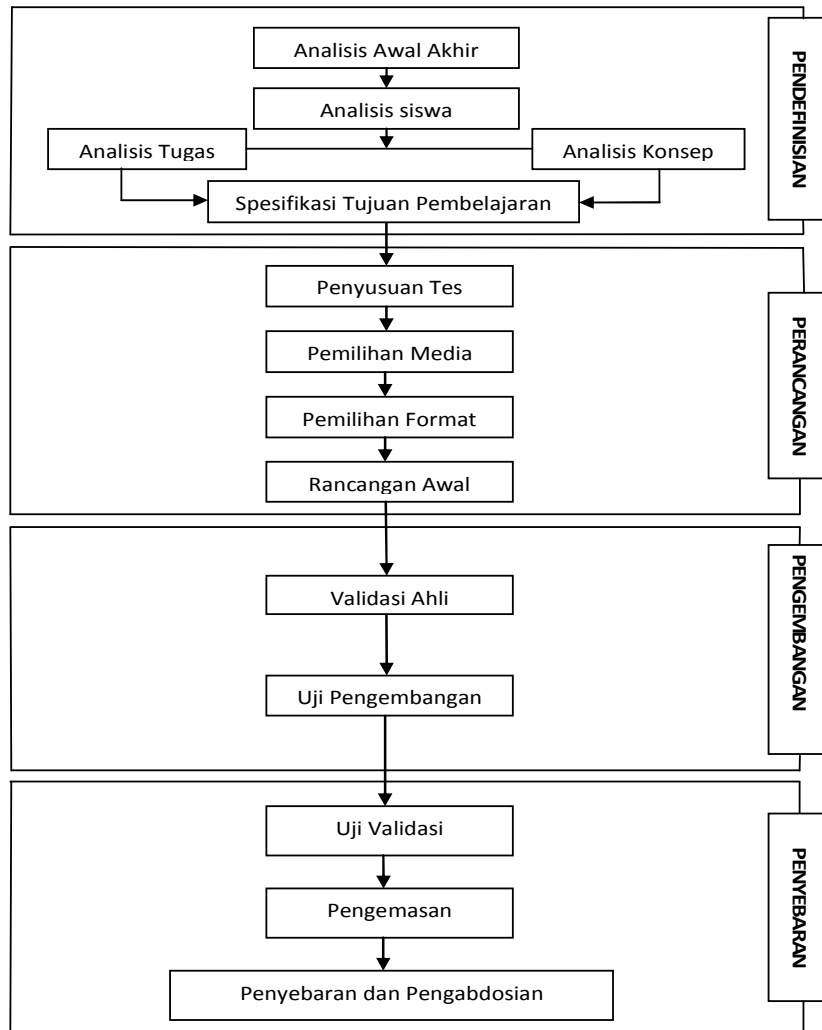 Analisis Awal Akhir
Analisis siswa
Analisis Tugas
Analisis Konsep
Spesifikasi Tujuan Pembelajaran
PENDEFINISIAN
Penyusuan Tes
Pemilihan Media
Pemilihan Format
Rancangan Awal
PERANCANGAN
Validasi Ahli
Uji Pengembangan
PENGEMBANGAN
Uji Validasi
Pengemasan
Penyebaran dan Pengabdosian
PENYEBARAN